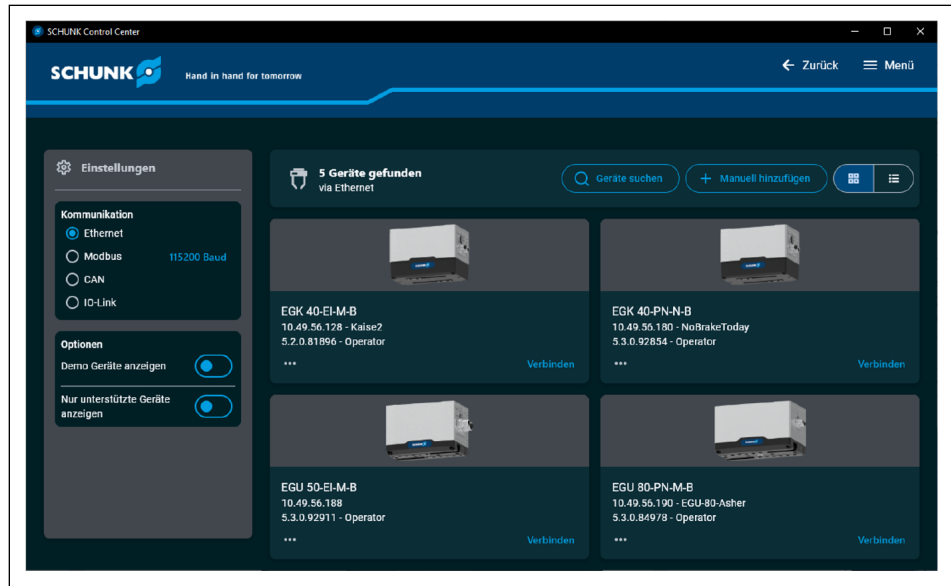 SCHUNK Control Center
SCHUNK
Hand in hand for tomorrow
Zurück
Menü
Einstellungen
Kommunikation
Ethernet
Modbus 115200 Baud
CAN
IO-Link
Optionen
Demo Geräte anzeigen
Nur unterstützte Geräte
anzeigen
5 Geräte gefunden
via Ethernet
Geräte suchen
+ Manuell hinzufügen
EGK 40-EI-M-B
10.49.56.128 - Kaise2
5.2.0.81896 - Operator
... Verbinden
EGK 40-PN-N-B
10.49.56.180 - NoBrakeToday
5.3.0.92854 - Operator
... Verbinden
EGU 50-EI-M-B
10.49.56.188
5.3.0.92911 - Operator
... Verbinden
EGU 80-PN-M-B
10.49.56.190 - EGU-80-Asher
5.3.0.84978 - Operator
... Verbinden